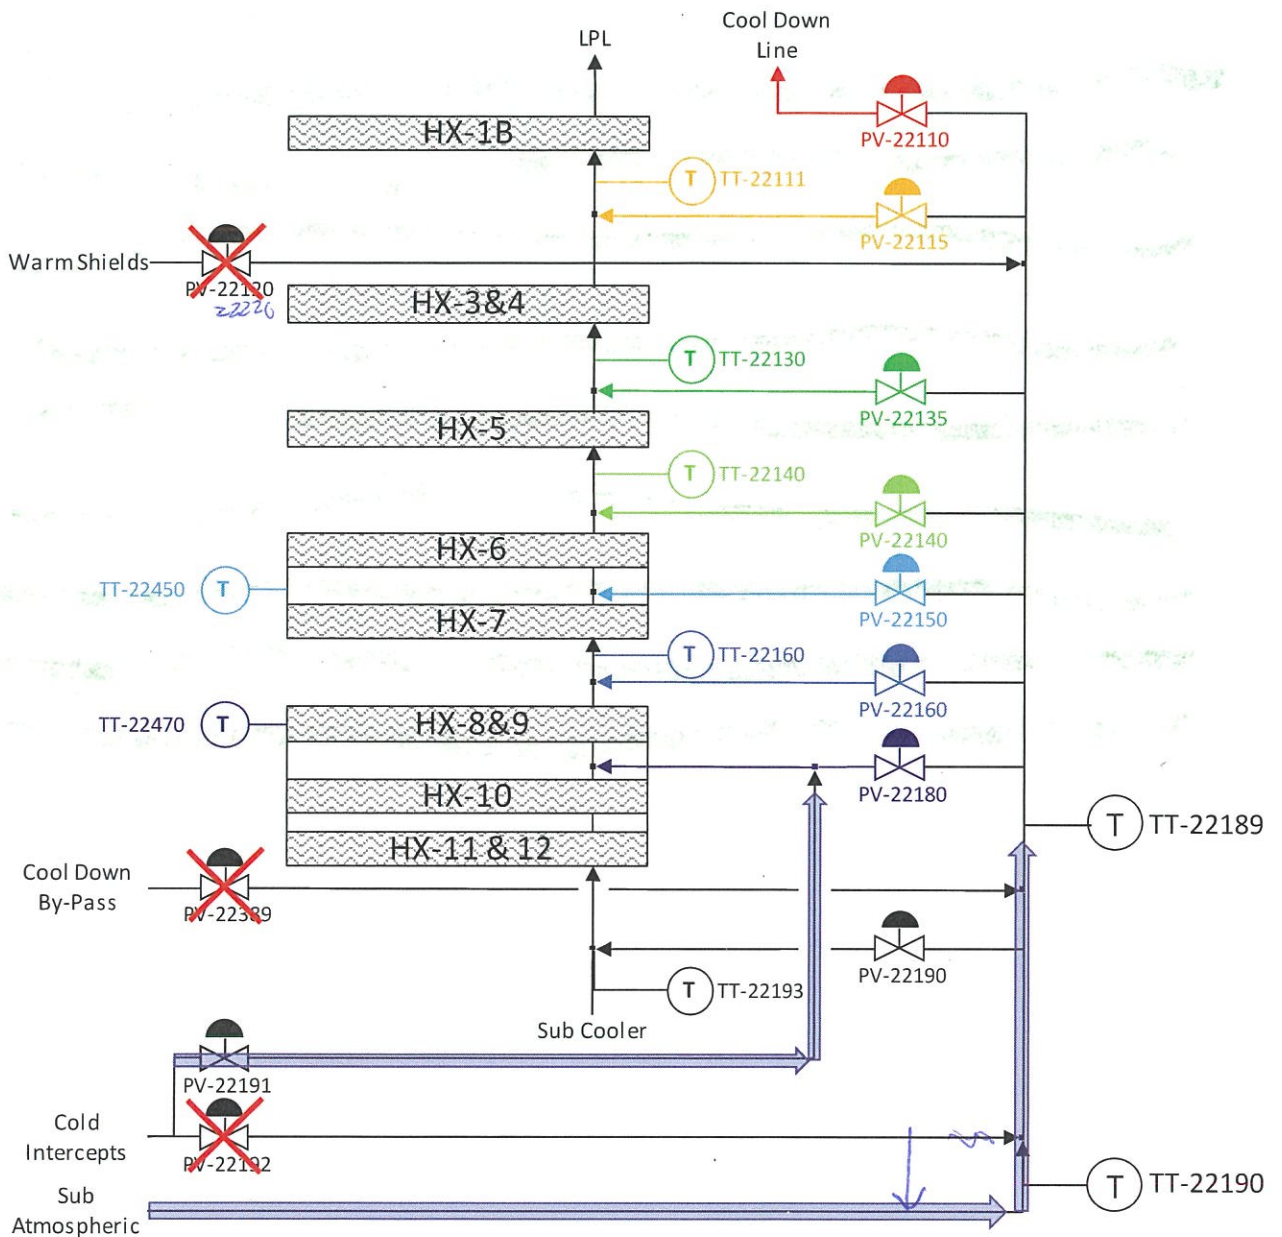 Cool Down
Line
LPL
PV-22110
HX-1B
T TT-22111
PV-22115
Warm Shields
PV-22120
22220
HX-3&4
T TT-22130
PV-22135
HX-5
T TT-22140
PV-22140
HX-6
TT-22450 T
PV-22150
HX-7
T TT-22160
PV-22160
TT-22470 T
HX-8&9
PV-22180
HX-10
T TT-22189
HX-11 & 12
Cool Down
By-Pass
PV-22389
PV-22190
T TT-22193
Sub Cooler
PV-22191
Cold
Intercepts
PV-22192
T TT-22190
Sub
Atmospheric